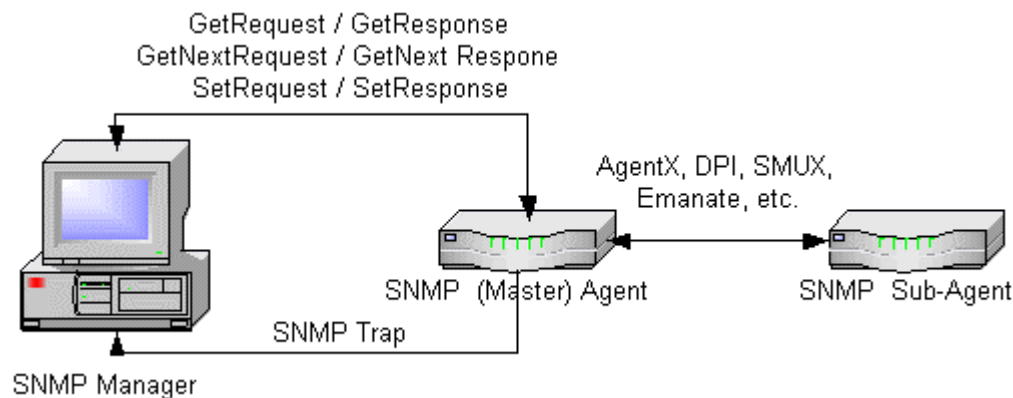 GetRequest / GetResponse
GetNextRequest / GetNext Respone
SetRequest / SetResponse
AgentX, DPI, SMUX,
Emanate, etc.
SNMP (Master) Agent
SNMP Sub-Agent
SNMP Trap
SNMP Manager